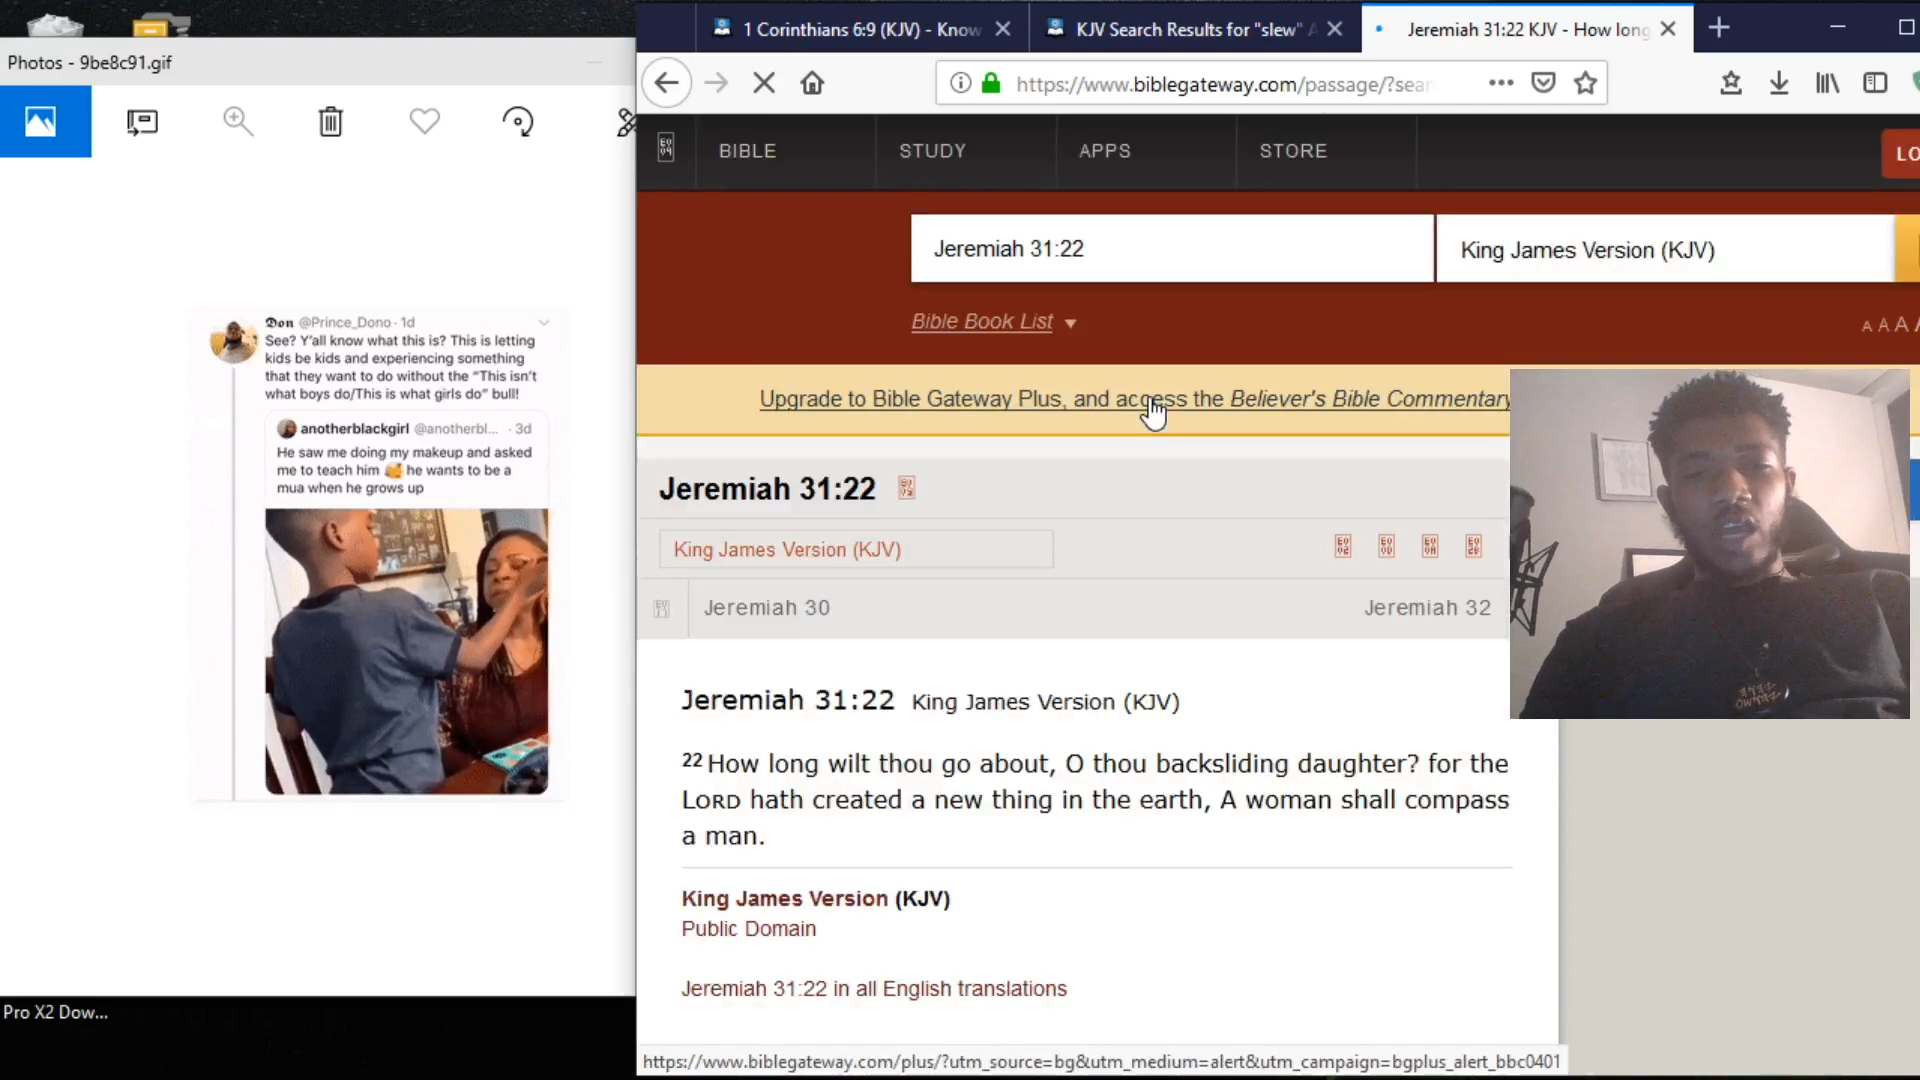 Photos - 9be8c91.gif
Don @Prince_Dono · 1d
See? Y'all know what this is? This is letting
kids be kids and experiencing something
that they want to do without the "This isn't
what boys do/This is what girls do" bull!
anotherblackgirl @anotherbl... · 3d
He saw me doing my makeup and asked
me to teach him 🥰 he wants to be a
mua when he grows up
Pro X2 Dow...
1 Corinthians 6:9 (KJV) - Know
KJV Search Results for "slew"
Jeremiah 31:22 KJV - How long
https://www.biblegateway.com/passage/?sear
BIBLE
STUDY
APPS
STORE
LO
Jeremiah 31:22
King James Version (KJV)
Bible Book List
A A A
Upgrade to Bible Gateway Plus, and access the Believer's Bible Commentary
Jeremiah 31:22
King James Version (KJV)
Jeremiah 30
Jeremiah 32
Jeremiah 31:22 King James Version (KJV)
22 How long wilt thou go about, O thou backsliding daughter? for the
LORD hath created a new thing in the earth, A woman shall compass
a man.
King James Version (KJV)
Public Domain
Jeremiah 31:22 in all English translations
https://www.biblegateway.com/plus/?utm_source=bg&utm_medium=alert&utm_campaign=bgplus_alert_bbc0401